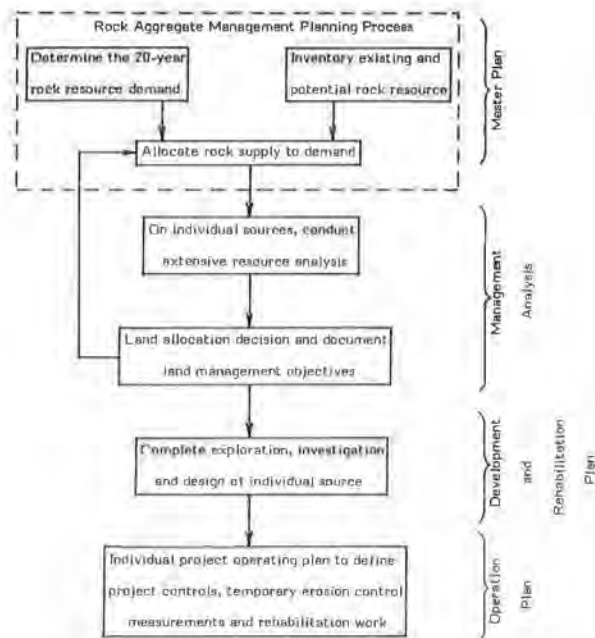 Rock Aggregate Management Planning Process
Determine the 20-year
rock resource demand
Inventory existing and
potential rock resource
Allocate rock supply to demand
Master Plan
On individual sources, conduct
extensive resource analysis
Land allocation decision and document
land management objectives
Management
Analysis
Complete exploration, investigation
and design of individual source
Development
and
Rehabilitation
Plan
Individual project operating plan to define
project controls, temporary erosion control
measurements and rehabilitation work
Operation
Plan